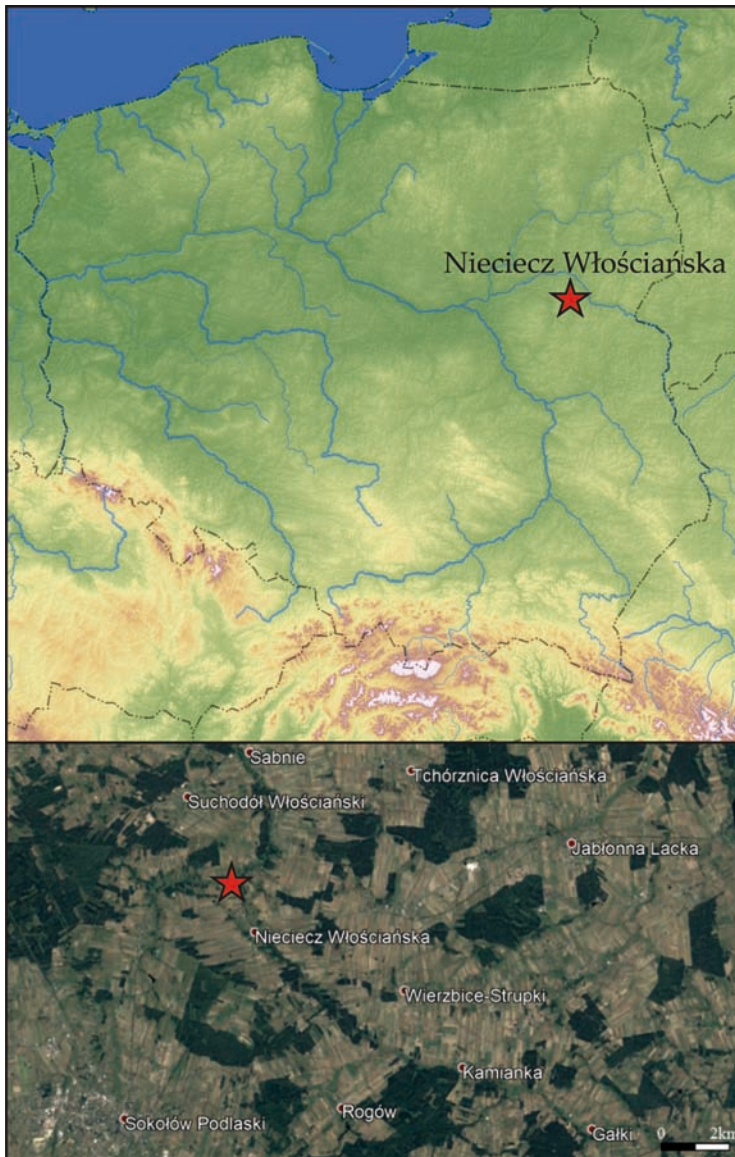 Nieciecz Włościańska
Sabnie
Tchórznica Włościańska
Suchodół Włościański
Jabłonna Lacka
Nieciecz Włościańska
Wierzbice-Strupki
Kamianka
Rogów
Sokołów Podlaski
Gałki
0 2km